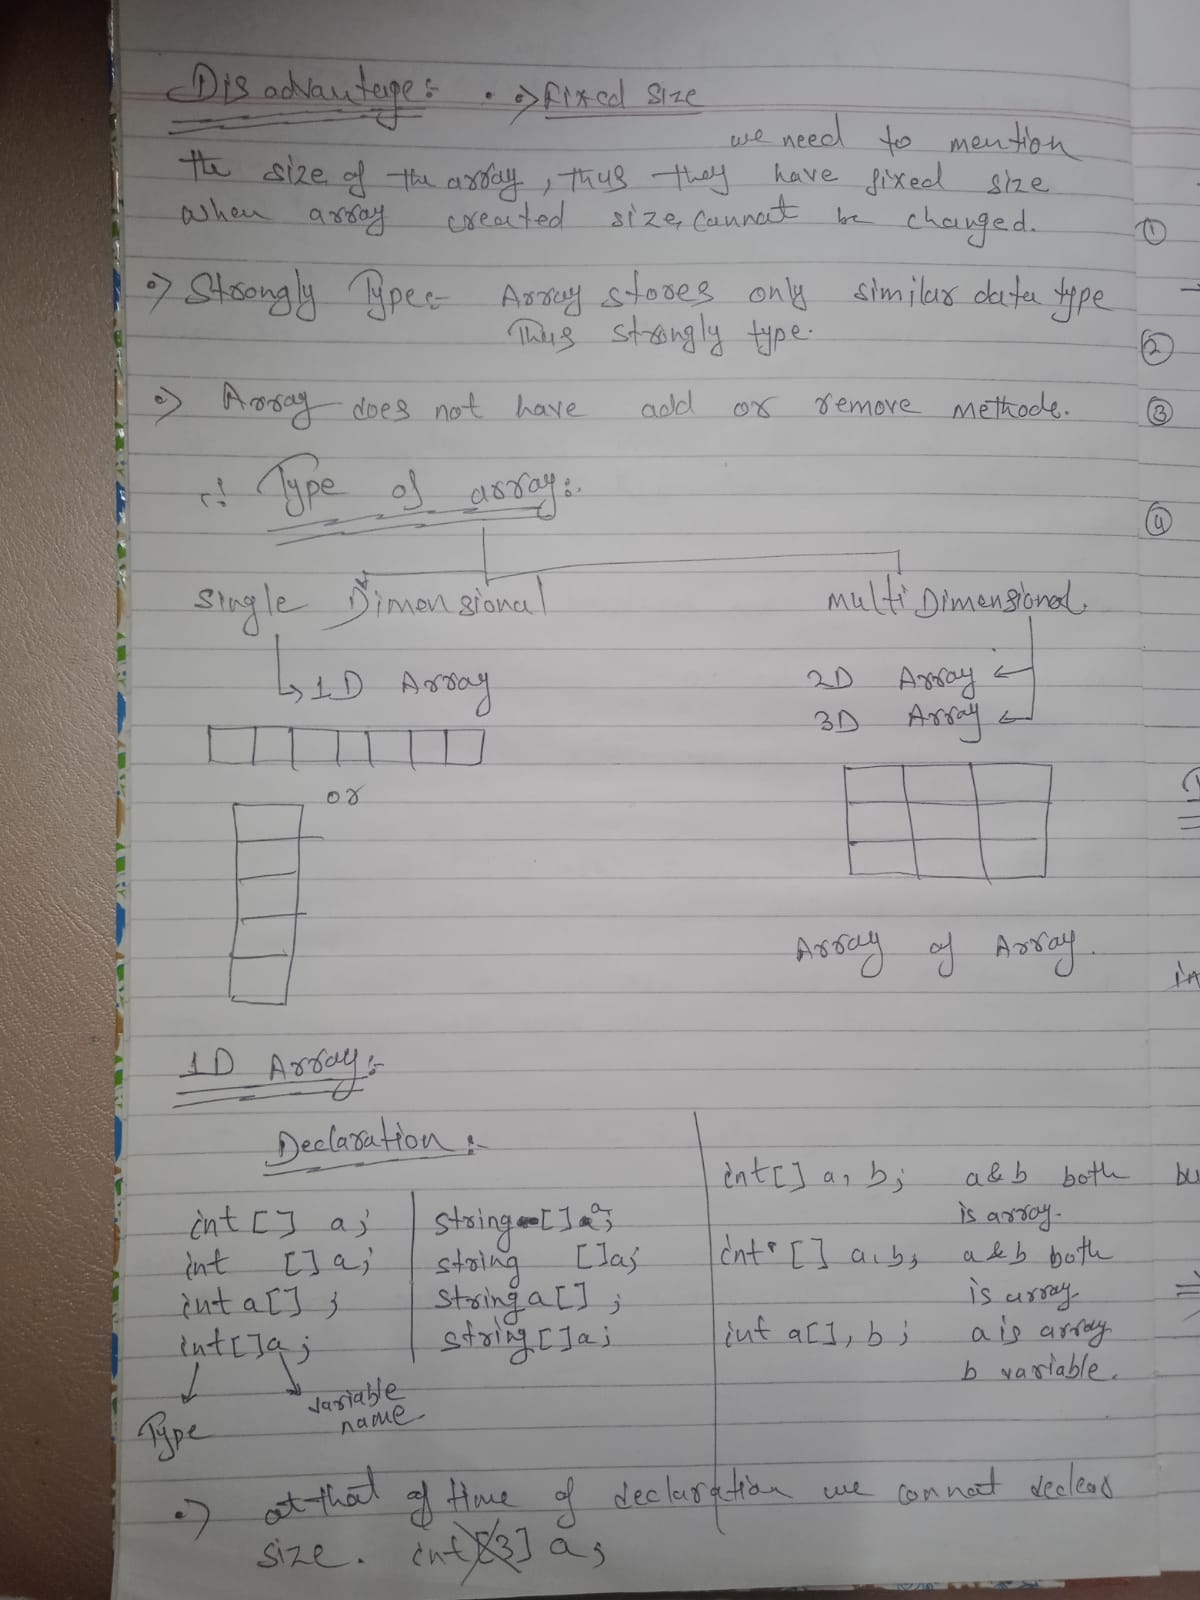 Disadvantage:- •> Fixed Size
we need to mention
the size of the array, thus they have fixed size
when array created size, cannot be changed.
•> Strongly Type:- Array stores only similar data type
Thus strongly type.
•> Array does not have add or remove methode.
Type of array:-
Single Dimensional
Multi Dimensional
1D Array
2D Array
3D Array
or
Array of Array.
1D Array:-
Declaration:-
int [] a;
int [] a;
int a[] ;
int[]a;
Type
variable
name
string []a;
string []a;
String a[] ;
string []a;
int[] a, b; a & b both
is array.
int [] a, b; a & b both
is array.
int a[], b; a is array
b variable.
•> at that of time of declaration we cannot
size. int [3] a;
①
②
③
④